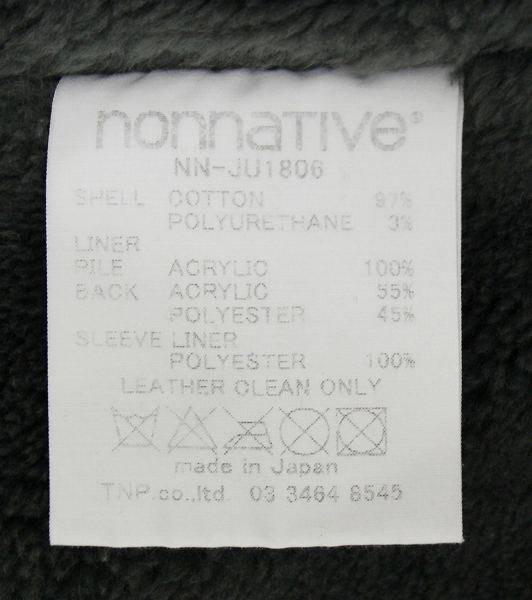 nonnaTIVe®
NN-JU1806
SHELL COTTON 97%
POLYURETHANE 3%
LINER
PILE ACRYLIC 100%
BACK ACRYLIC 55%
POLYESTER 45%
SLEEVE LINER
POLYESTER 100%
LEATHER CLEAN ONLY
made in Japan
TNP.co.,ltd. 03 3464 8545